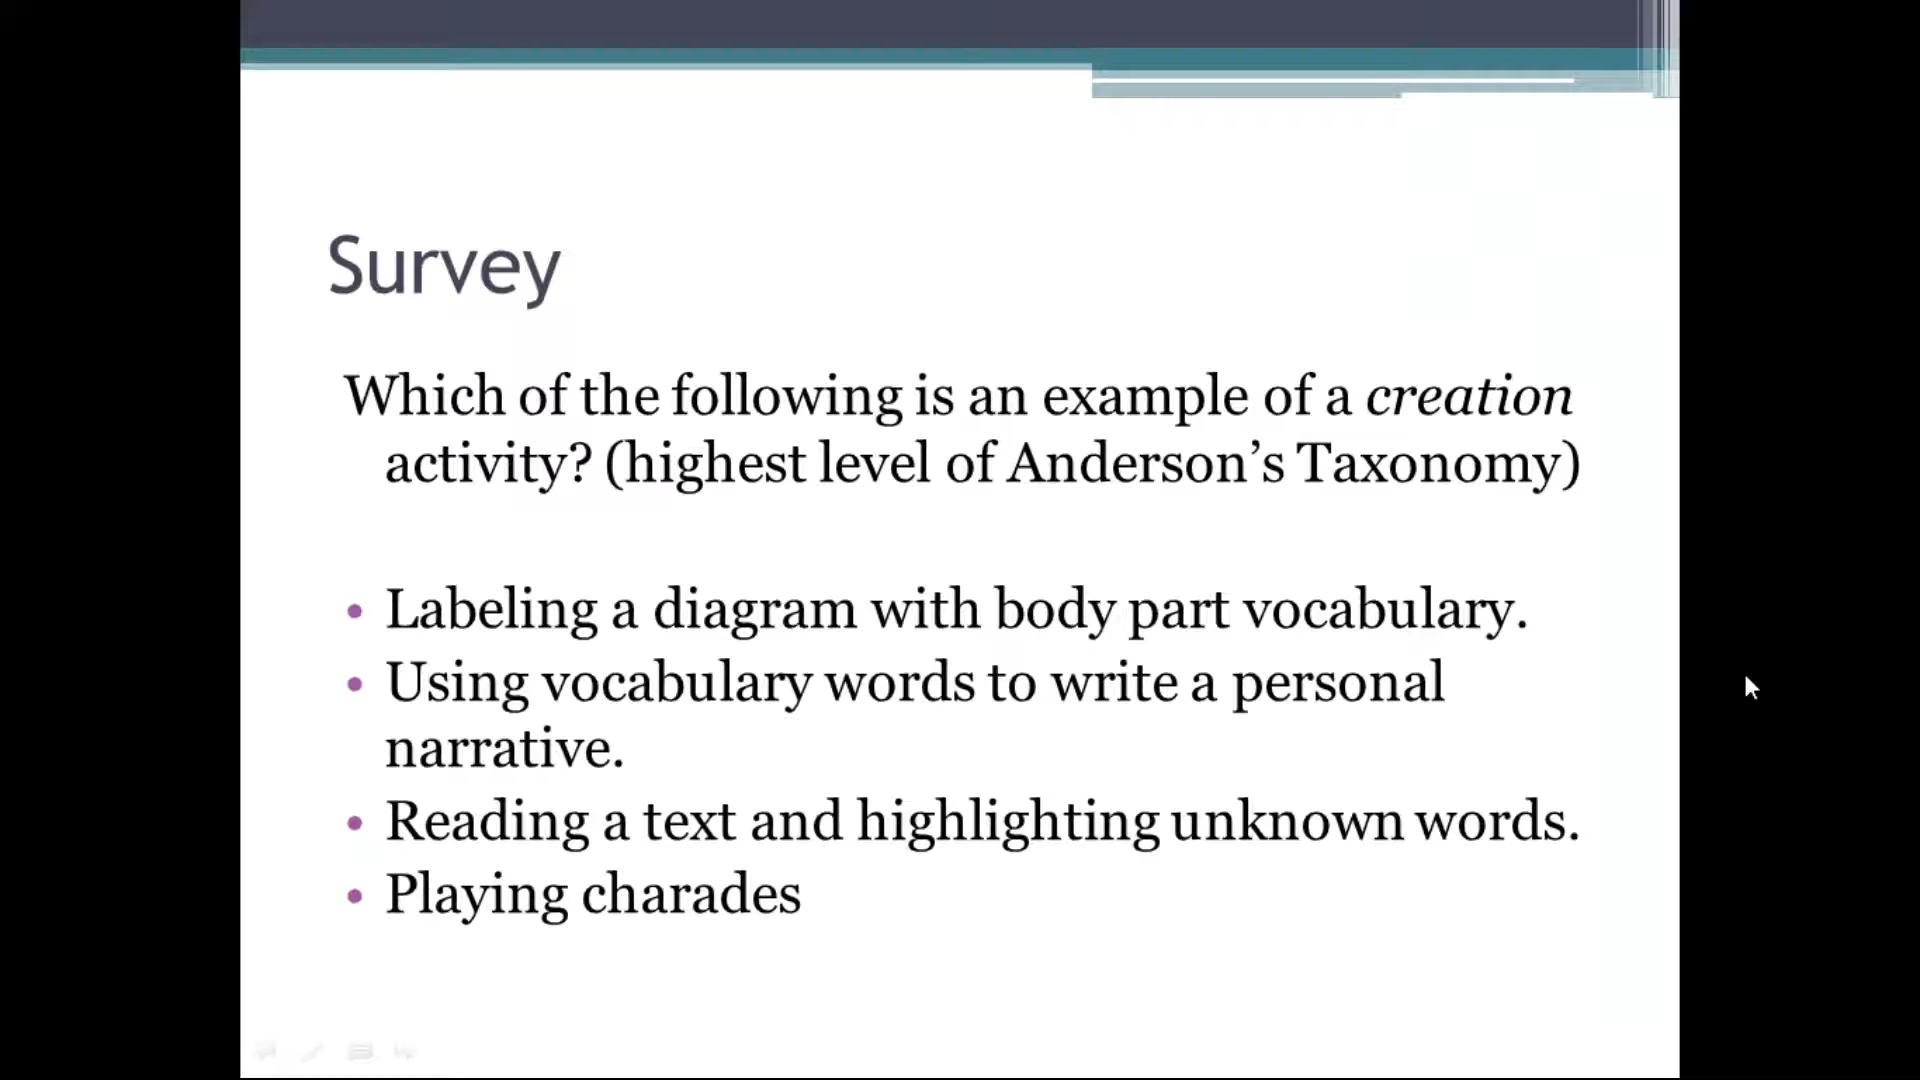 Survey
Which of the following is an example of a creation
activity? (highest level of Anderson’s Taxonomy)
• Labeling a diagram with body part vocabulary.
• Using vocabulary words to write a personal
narrative.
• Reading a text and highlighting unknown words.
• Playing charades